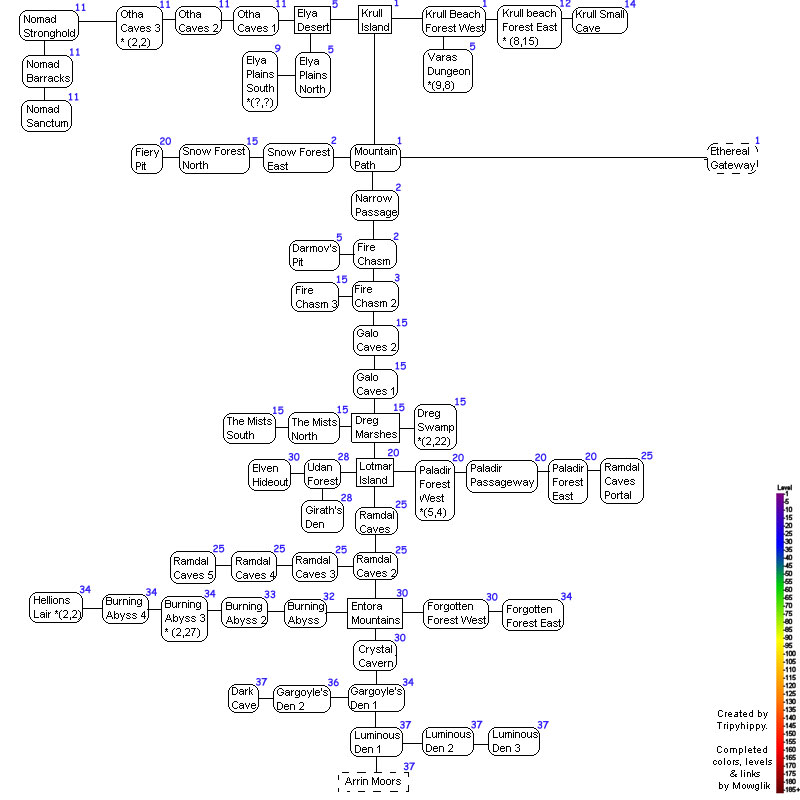 11
Nomad
Stronghold
11
Otha
Caves 3
* (2,2)
11
Otha
Caves 2
11
Otha
Caves 1
5
Elya
Desert
1
Krull
Island
1
Krull Beach
Forest West
12
Krull beach
Forest East
* (8,15)
14
Krull Small
Cave
11
Nomad
Barracks
9
Elya
Plains
South
*(?,?)
5
Elya
Plains
North
5
Varas
Dungeon
*(9,8)
11
Nomad
Sanctum
20
Fiery
Pit
15
Snow Forest
North
2
Snow Forest
East
1
Mountain
Path
1
Ethereal
Gateway
2
Narrow
Passage
5
Darmov's
Pit
2
Fire
Chasm
15
Fire
Chasm 3
3
Fire
Chasm 2
15
Galo
Caves 2
15
Galo
Caves 1
15
The Mists
South
15
The Mists
North
15
Dreg
Marshes
15
Dreg
Swamp
*(2,22)
30
Elven
Hideout
28
Udan
Forest
20
Lotmar
Island
20
Paladir
Forest
West
*(5,4)
20
Paladir
Passageway
20
Paladir
Forest
East
25
Ramdal
Caves
Portal
28
Girath's
Den
25
Ramdal
Caves
25
Ramdal
Caves 5
25
Ramdal
Caves 4
25
Ramdal
Caves 3
25
Ramdal
Caves 2
34
Hellions
Lair *(2,2)
34
Burning
Abyss 4
34
Burning
Abyss 3
* (2,27)
33
Burning
Abyss 2
32
Burning
Abyss
30
Entora
Mountains
30
Forgotten
Forest West
34
Forgotten
Forest East
30
Crystal
Cavern
37
Dark
Cave
36
Gargoyle's
Den 2
34
Gargoyle's
Den 1
37
Luminous
Den 1
37
Luminous
Den 2
37
Luminous
Den 3
37
Arrin Moors
Level
1
5
10
15
20
25
30
35
40
45
50
55
60
65
70
75
80
85
90
95
100
105
110
115
120
125
130
135
140
145
150
155
160
165
170
175
180
185+
Created by
Tripyhippy.
Completed
colors, levels
& links
by Mowglik